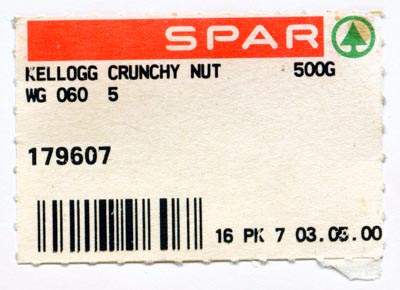 SPAR
KELLOGG CRUNCHY NUT 500G
WG 060 5
179607
16 PK 7 03.05.00